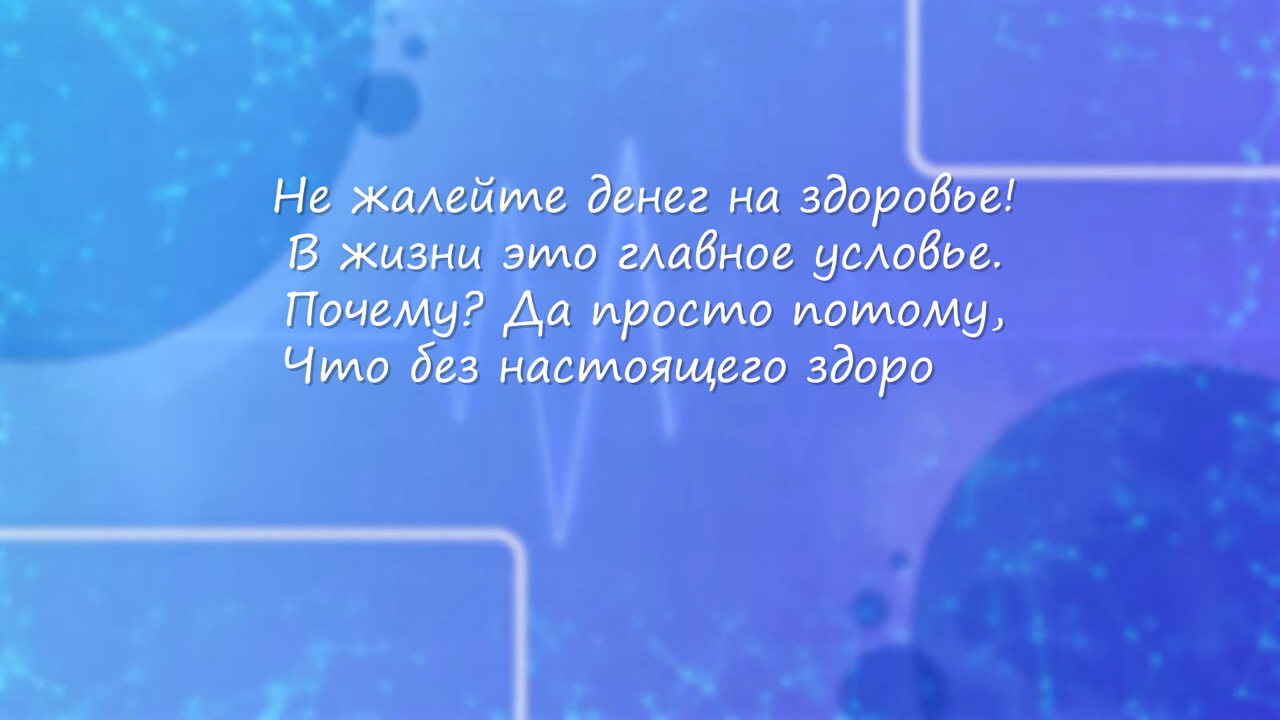 Не жалейте денег на здоровье!
В жизни это главное условье.
Почему? Да просто потому,
Что без настоящего здоро